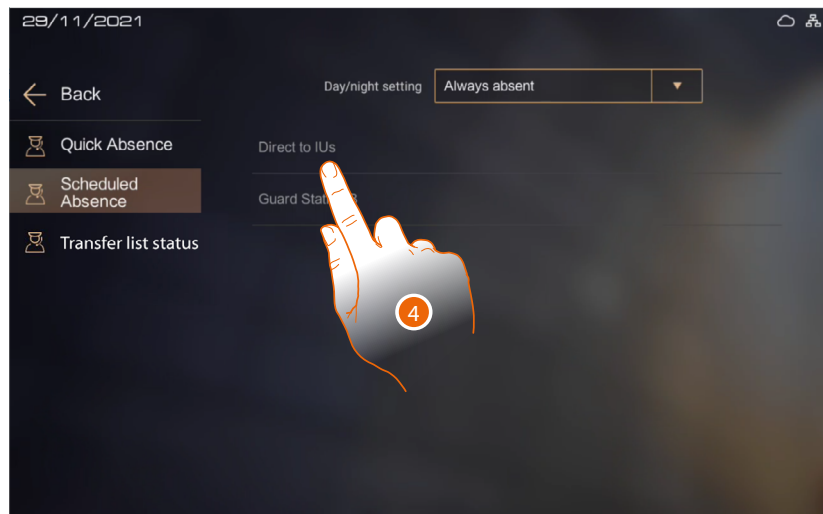 29/11/2021
Day/night setting Always absent
Back
Quick Absence
Direct to IUs
Scheduled
Absence
Guard
Transfer list status
4